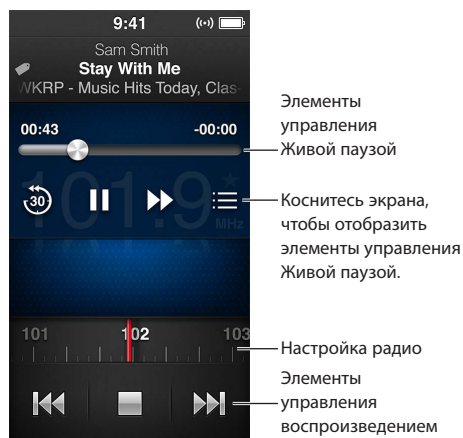 9:41
Sam Smith
Stay With Me
WKRP - Music Hits Today, Clas
00:43
-00:00
Элементы
управления
Живой паузой
30
101.9
MHz
Коснитесь экрана,
чтобы отобразить
элементы управления
Живой паузой.
101 102 103
Настройка радио
Элементы
управления
воспроизведением